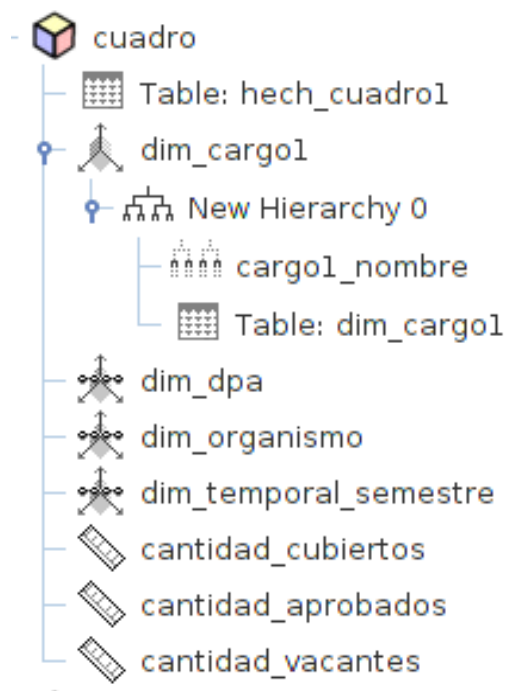 cuadro
Table: hech_cuadro1
dim_cargo1
New Hierarchy 0
cargo1_nombre
Table: dim_cargo1
dim_dpa
dim_organismo
dim_temporal_semestre
cantidad_cubiertos
cantidad_aprobados
cantidad_vacantes